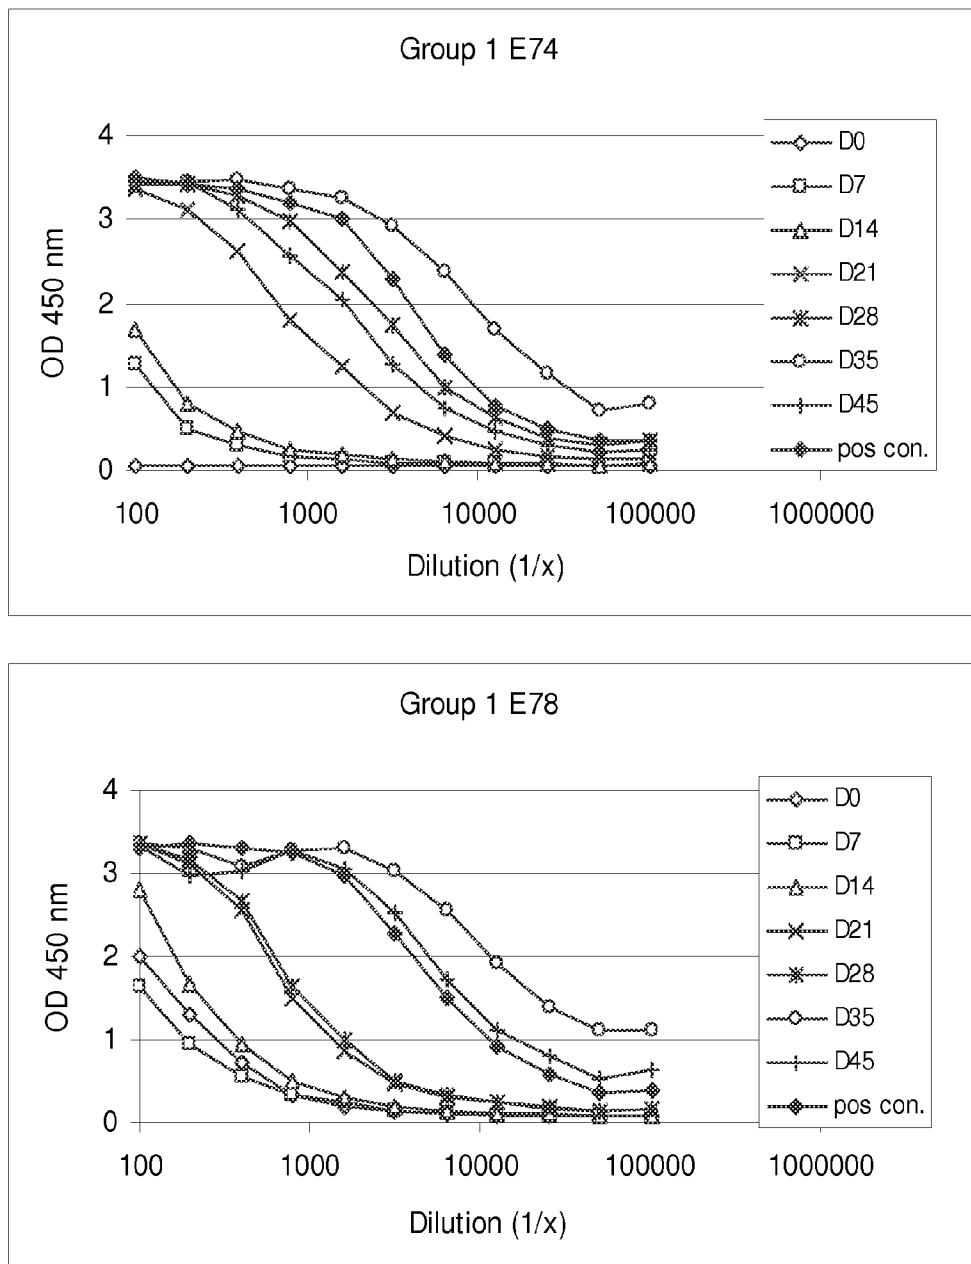 Group 1 E74
4
3
2
1
0
OD 450 nm
100 1000 10000 100000 1000000
Dilution (1/x)
D0
D7
D14
D21
D28
D35
D45
pos con.
Group 1 E78
4
3
2
1
0
OD 450 nm
100 1000 10000 100000 1000000
Dilution (1/x)
D0
D7
D14
D21
D28
D35
D45
pos con.